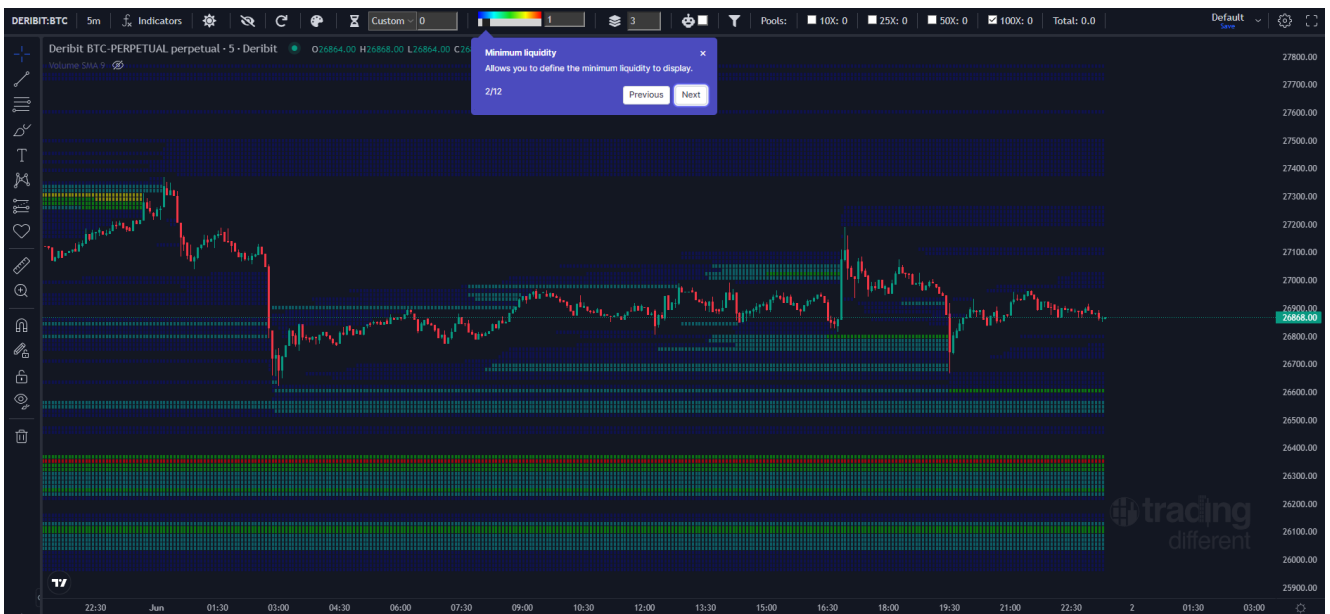 DERIBIT:BTC 5m Indicators Custom 0 1 3 Pools: 10X: 0 25X: 0 50X: 0 100X: 0 Total: 0.0 Default
Save
Deribit BTC-PERPETUAL perpetual · 5 · Deribit O26864.00 H26868.00 L26864.00 C26
Volume SMA 9
Minimum liquidity ×
Allows you to define the minimum liquidity to display.
2/12 Previous Next
27800.00
27700.00
27600.00
27500.00
27400.00
27300.00
27200.00
27100.00
27000.00
26900.00
26868.00
26800.00
26700.00
26600.00
26500.00
26400.00
26300.00
26200.00
26100.00
26000.00
25900.00
trading
different
22:30 Jun 01:30 03:00 04:30 06:00 07:30 09:00 10:30 12:00 13:30 15:00 16:30 18:00 19:30 21:00 22:30 2 01:30 03:00